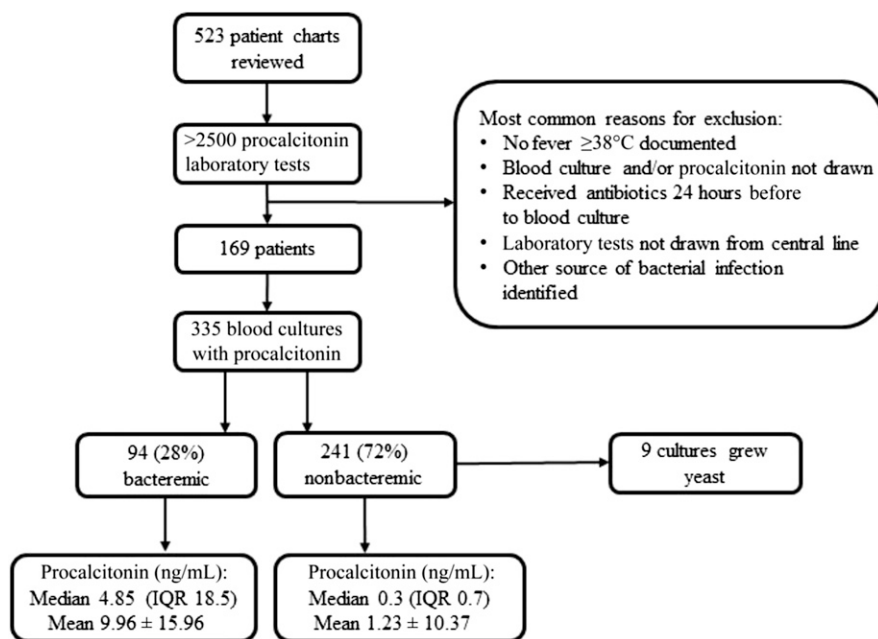 523 patient charts
reviewed
>2500 procalcitonin
laboratory tests
Most common reasons for exclusion:
• No fever ≥38°C documented
• Blood culture and/or procalcitonin not drawn
• Received antibiotics 24 hours before
to blood culture
• Laboratory tests not drawn from central line
• Other source of bacterial infection
identified
169 patients
335 blood cultures
with procalcitonin
94 (28%)
bacteremic
241 (72%)
nonbacteremic
9 cultures grew
yeast
Procalcitonin (ng/mL):
Median 4.85 (IQR 18.5)
Mean 9.96 ± 15.96
Procalcitonin (ng/mL):
Median 0.3 (IQR 0.7)
Mean 1.23 ± 10.37